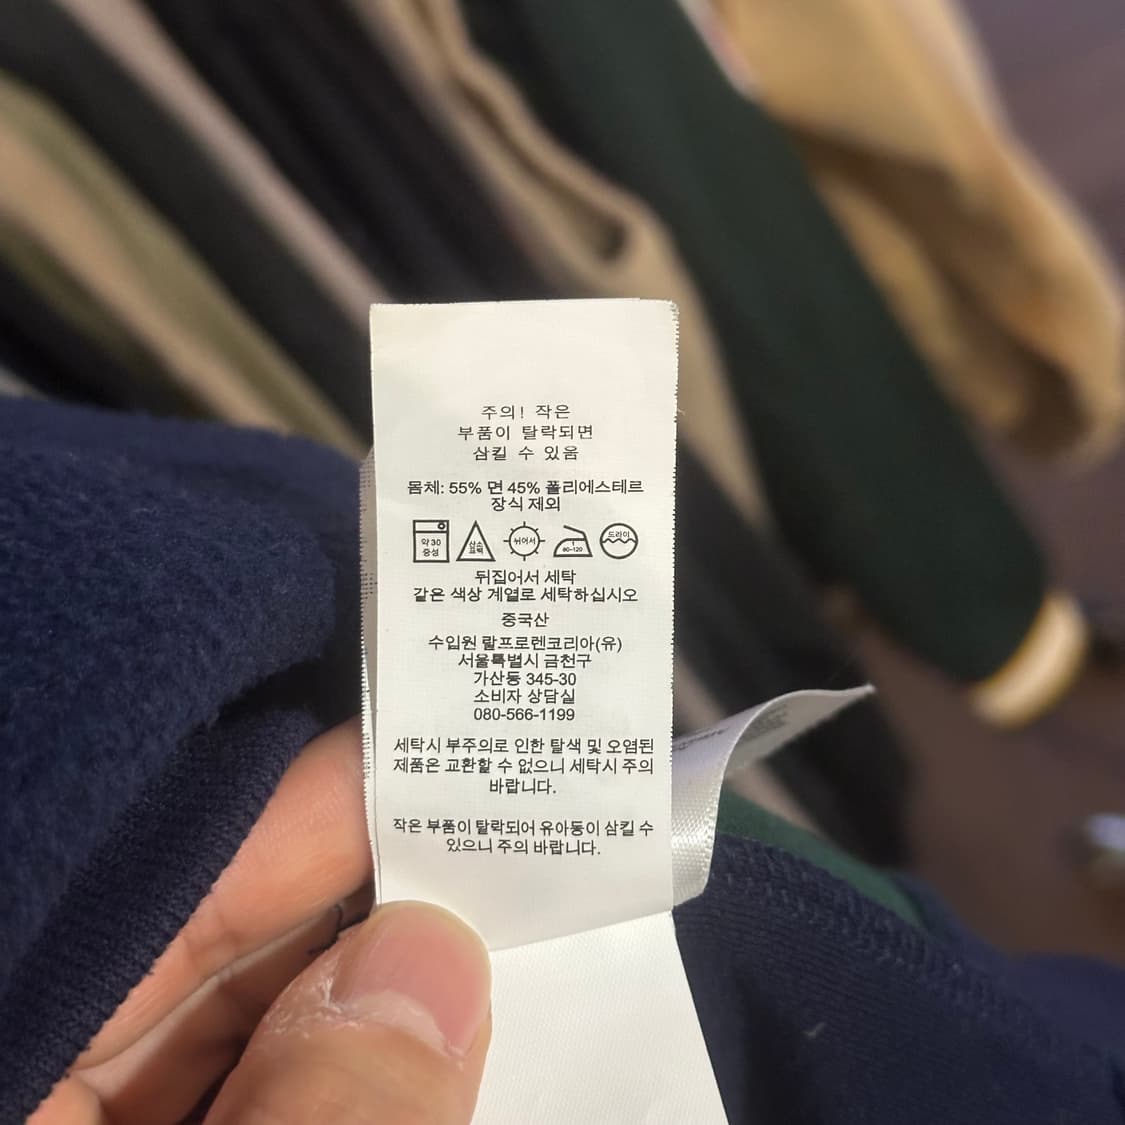 주의! 작은
부품이 탈락되면
삼킬 수 있음
몸체: 55% 면 45% 폴리에스테르
장식 제외
약 30
중성
산소
표백
뉘어서
80-120
드라이
뒤집어서 세탁
같은 색상 계열로 세탁하십시오
중국산
수입원 랄프로렌코리아(유)
서울특별시 금천구
가산동 345-30
소비자 상담실
080-566-1199
세탁시 부주의로 인한 탈색 및 오염된
제품은 교환할 수 없으니 세탁시 주의
바랍니다.
작은 부품이 탈락되어 유아동이 삼킬 수
있으니 주의 바랍니다.